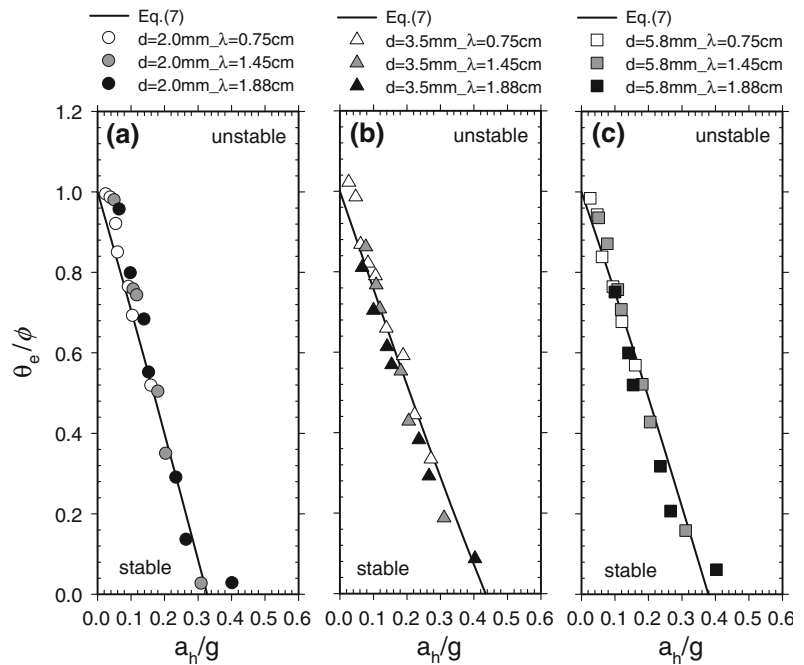 Eq.(7)
d=2.0mm_λ=0.75cm
d=2.0mm_λ=1.45cm
d=2.0mm_λ=1.88cm
Eq.(7)
d=3.5mm_λ=0.75cm
d=3.5mm_λ=1.45cm
d=3.5mm_λ=1.88cm
Eq.(7)
d=5.8mm_λ=0.75cm
d=5.8mm_λ=1.45cm
d=5.8mm_λ=1.88cm
θe/ϕ
1.2
1.0
0.8
0.6
0.4
0.2
0.0
(a)
unstable
stable
0.0 0.1 0.2 0.3 0.4 0.5 0.6
ah/g
(b)
unstable
stable
0.0 0.1 0.2 0.3 0.4 0.5 0.6
ah/g
(c)
unstable
stable
0.0 0.1 0.2 0.3 0.4 0.5 0.6
ah/g